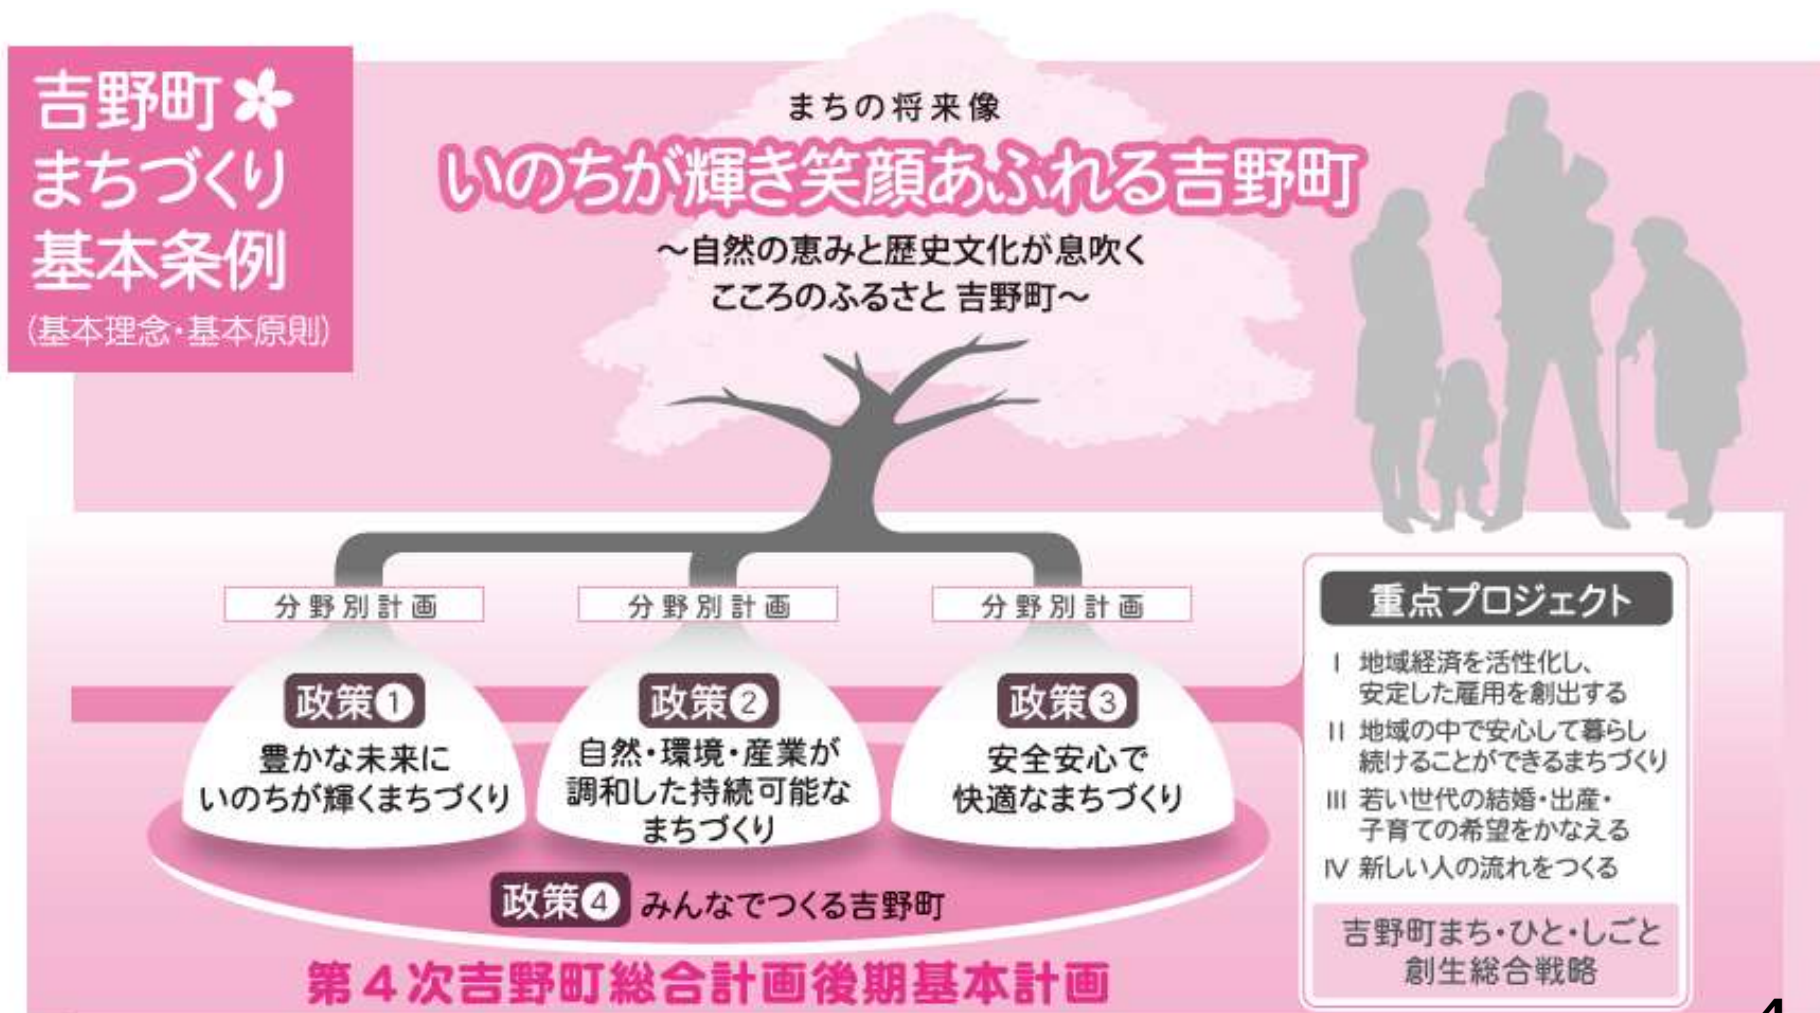 吉野町
まちづくり
基本条例
(基本理念・基本原則)
まちの将来像
いのちが輝き笑顔あふれる吉野町
～自然の恵みと歴史文化が息吹く
こころのふるさと 吉野町～
分野別計画
分野別計画
分野別計画
政策❶
豊かな未来に
いのちが輝くまちづくり
政策❷
自然・環境・産業が
調和した持続可能な
まちづくり
政策❸
安全安心で
快適なまちづくり
政策❹ みんなでつくる吉野町
第４次吉野町総合計画後期基本計画
重点プロジェクト
I 地域経済を活性化し、
安定した雇用を創出する
II 地域の中で安心して暮らし
続けることができるまちづくり
III 若い世代の結婚・出産・
子育ての希望をかなえる
IV 新しい人の流れをつくる
吉野町まち・ひと・しごと
創生総合戦略